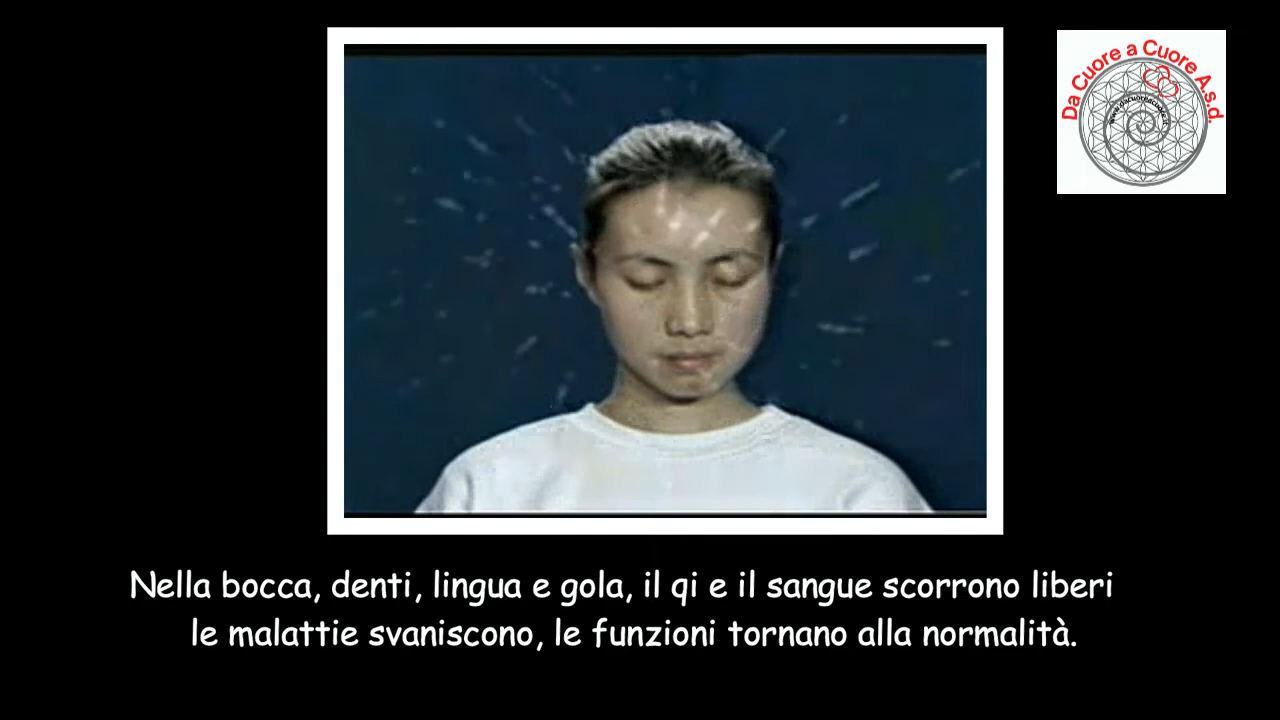 Da Cuore a Cuore A.s.d.
Nella bocca, denti, lingua e gola, il qi e il sangue scorrono liberi
le malattie svaniscono, le funzioni tornano alla normalità.